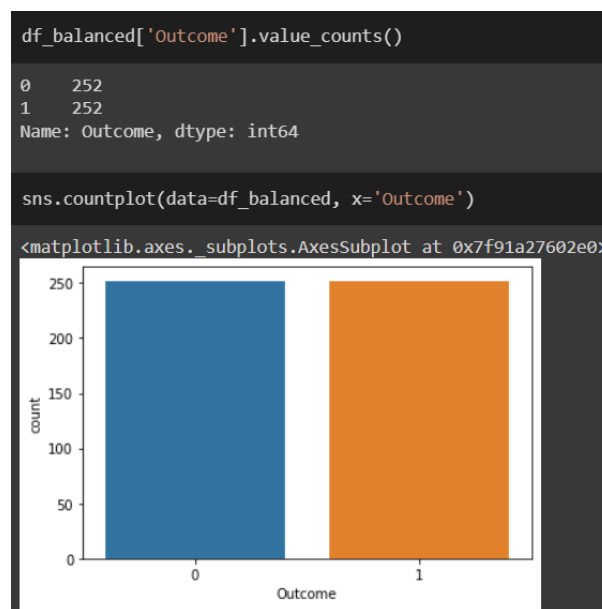 df_balanced['Outcome'].value_counts()
0    252
1    252
Name: Outcome, dtype: int64
sns.countplot(data=df_balanced, x='Outcome')
<matplotlib.axes._subplots.AxesSubplot at 0x7f91a27602e0>
250
200
150
100
50
0
count
0 1
Outcome